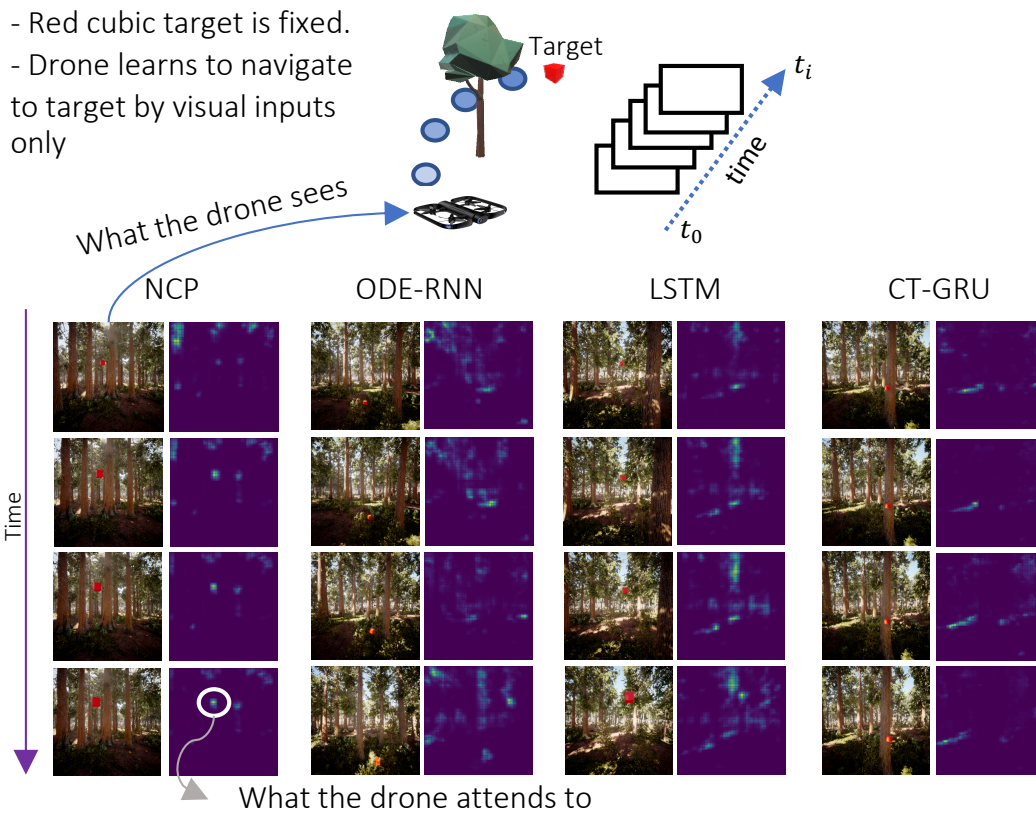 - Red cubic target is fixed.
- Drone learns to navigate
to target by visual inputs
only
Target
t_i
time
t_0
What the drone sees
NCP
ODE-RNN
LSTM
CT-GRU
Time
What the drone attends to